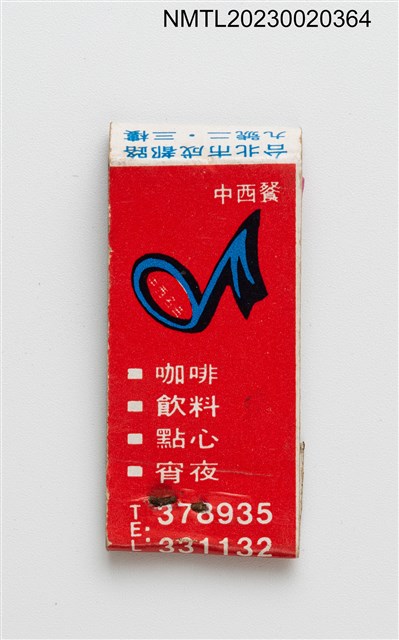 NMTL20230020364
台北市成都路
九號二・三樓
中西餐
咖啡
飲料
點心
宵夜
TEL:
378935
331132